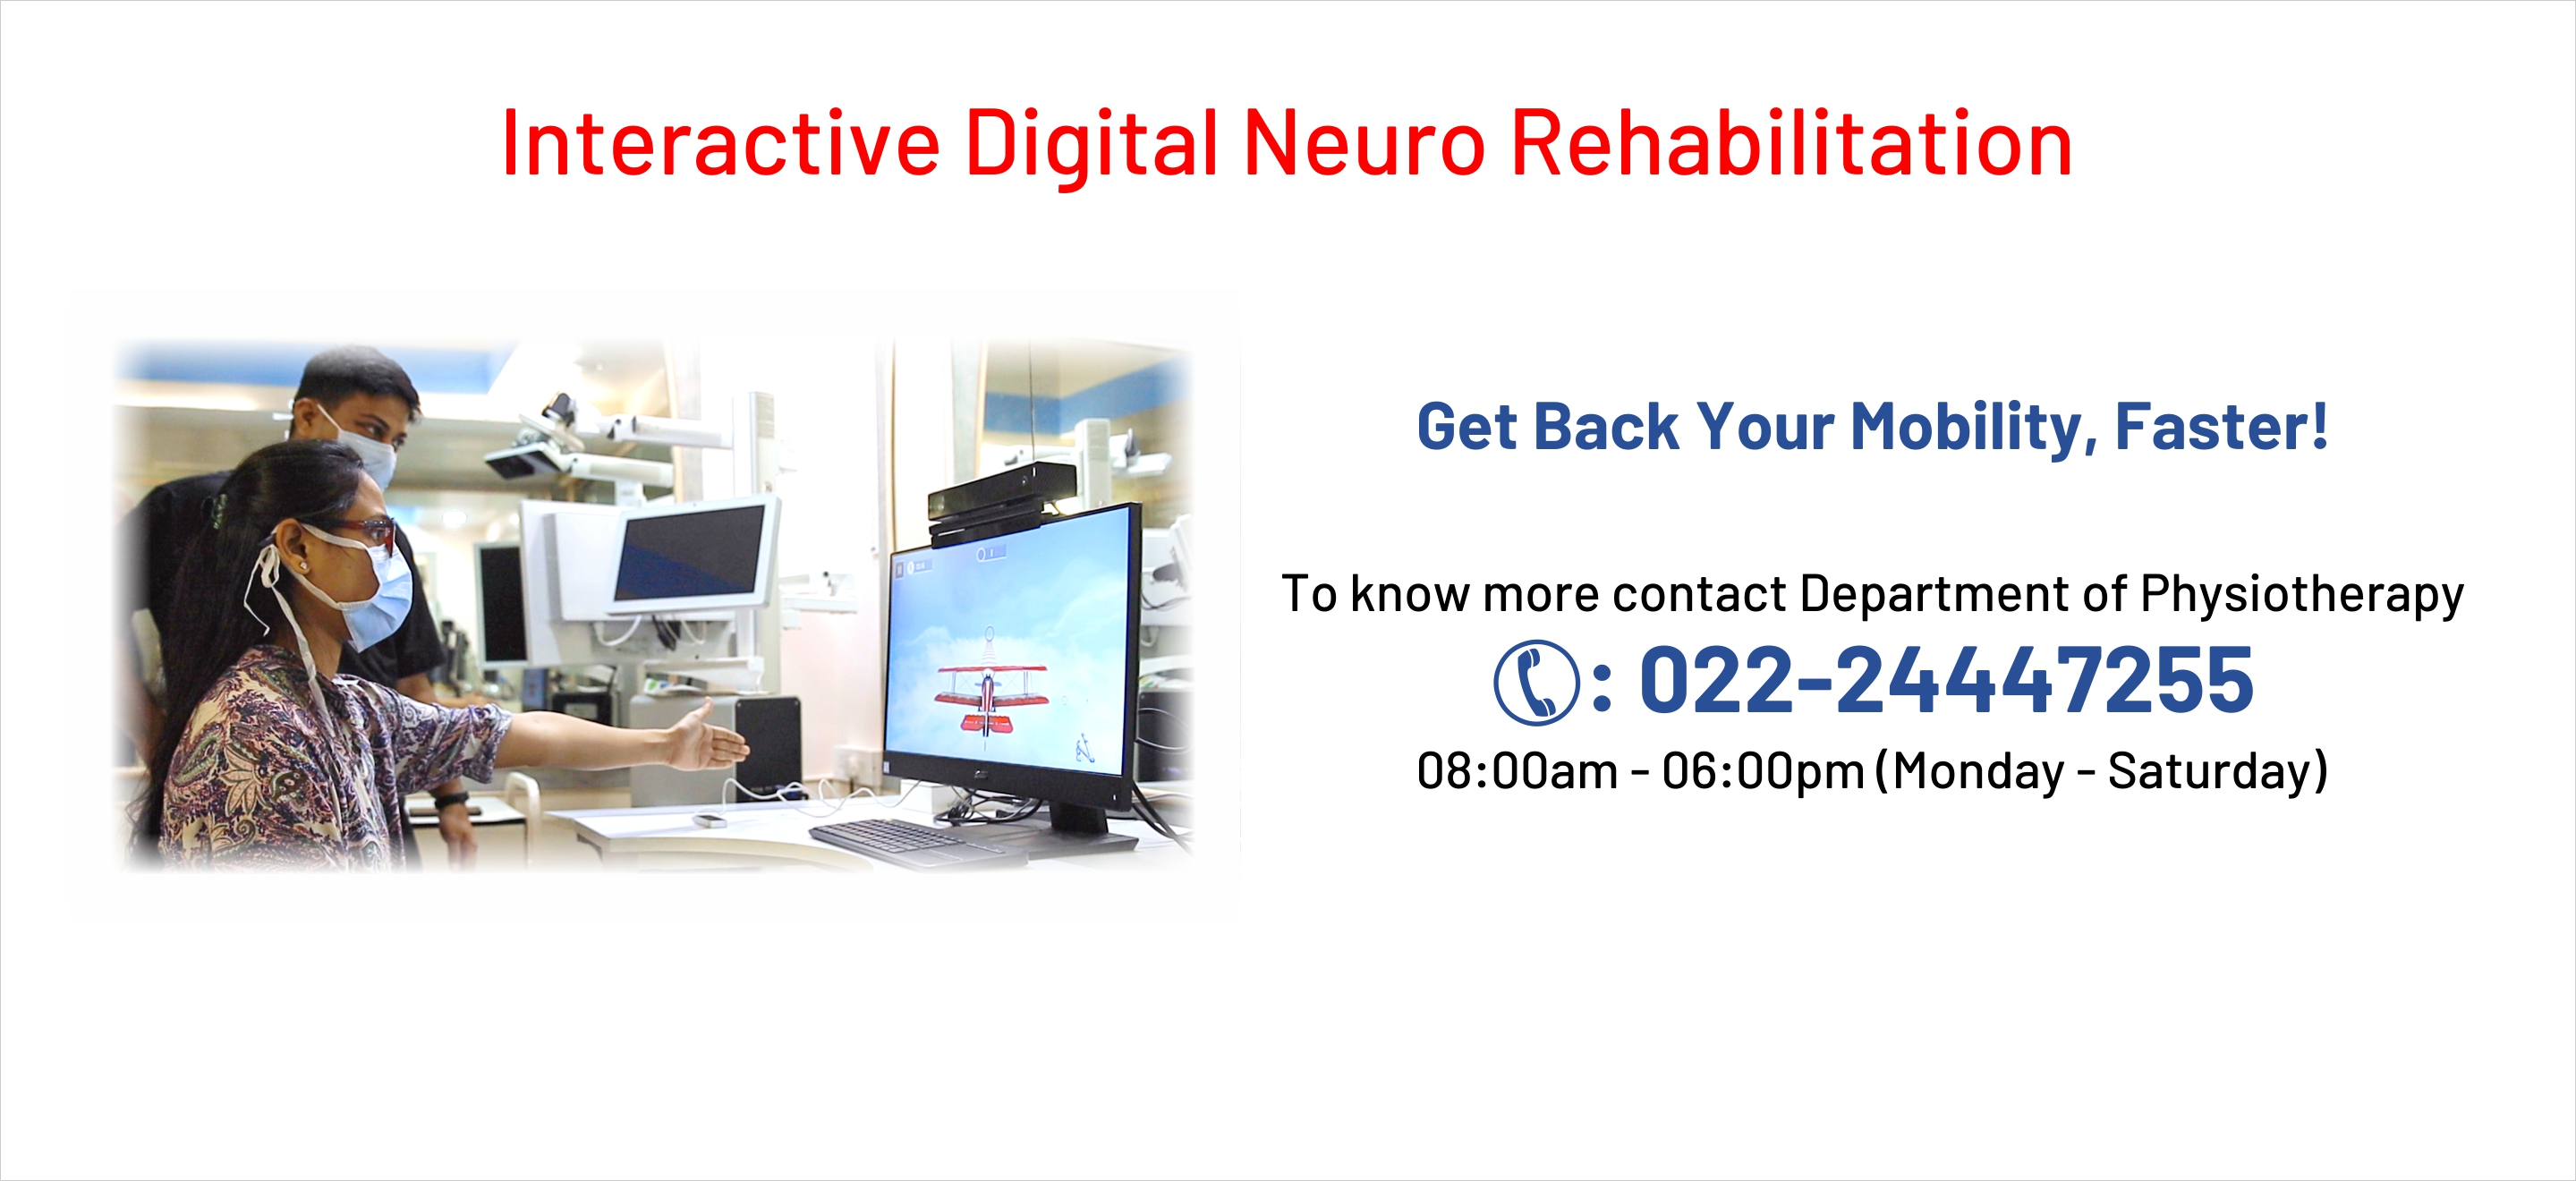 Interactive Digital Neuro Rehabilitation
Get Back Your Mobility, Faster!
To know more contact Department of Physiotherapy
: 022-24447255
08:00am - 06:00pm (Monday - Saturday)